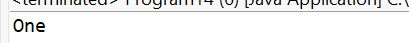 <terminated> Program14 (6) [Java Application] C:\
One